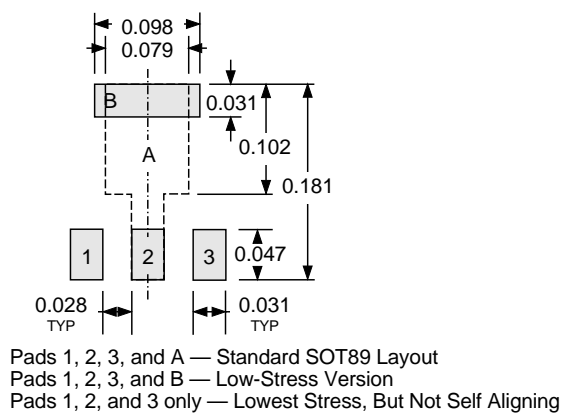 0.098
0.079
B
0.031
A
0.102
0.181
1
2
3
0.047
0.028
TYP
0.031
TYP
Pads 1, 2, 3, and A — Standard SOT89 Layout
Pads 1, 2, 3, and B — Low-Stress Version
Pads 1, 2, and 3 only — Lowest Stress, But Not Self Aligning